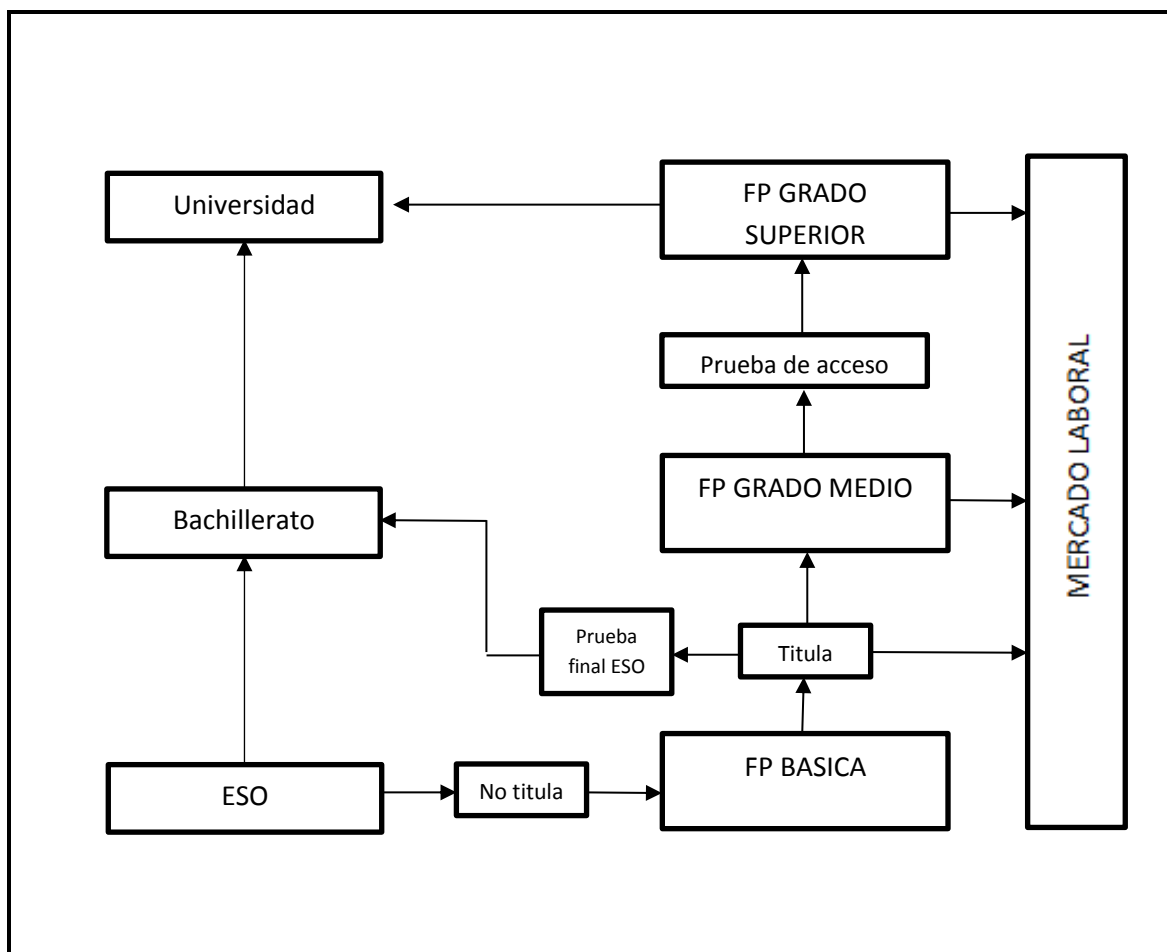 Universidad
FP GRADO
SUPERIOR
Prueba de acceso
FP GRADO MEDIO
Bachillerato
MERCADO LABORAL
Prueba
final ESO
Titula
FP BASICA
ESO
No titula